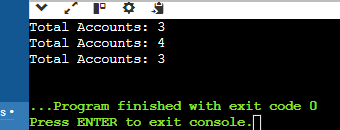 Total Accounts: 3
Total Accounts: 4
Total Accounts: 3
...Program finished with exit code 0
Press ENTER to exit console.